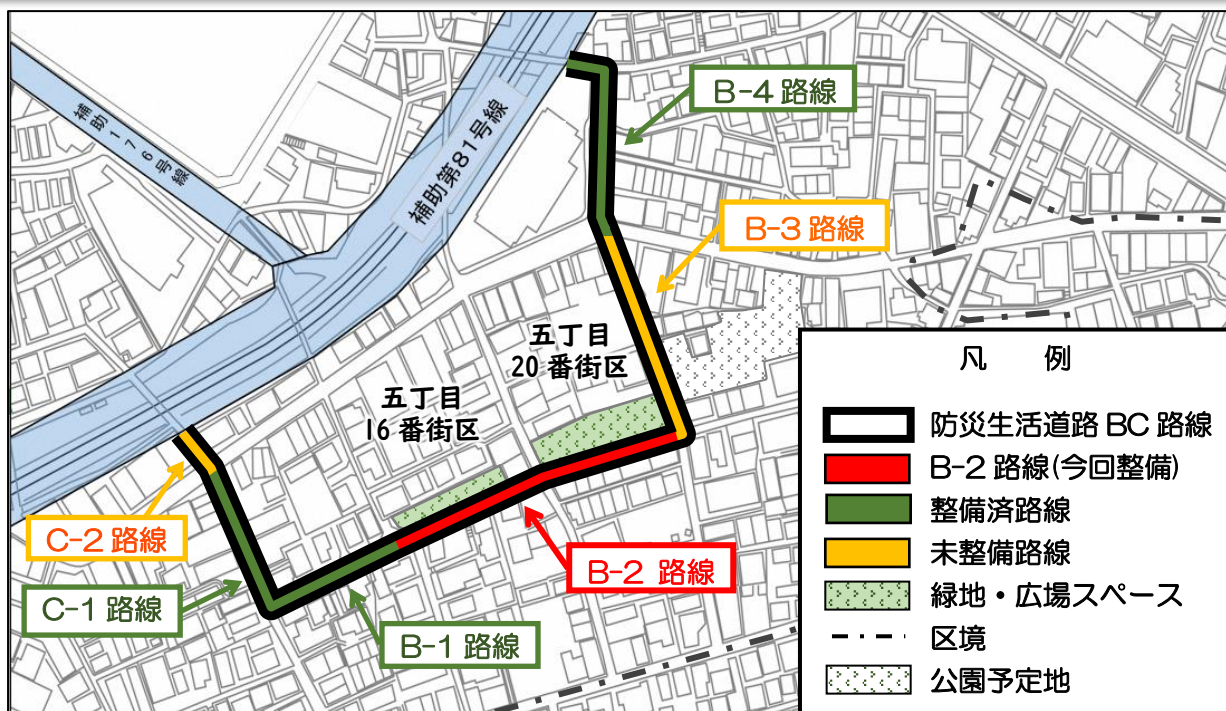 B-4 路線
補助176号線
補助第81号線
B-3 路線
五丁目
20番街区
五丁目
16番街区
C-2 路線
B-2 路線
C-1 路線
B-1 路線
凡 例
防災生活道路 BC 路線
B-2 路線(今回整備)
整備済路線
未整備路線
緑地・広場スペース
区境
公園予定地